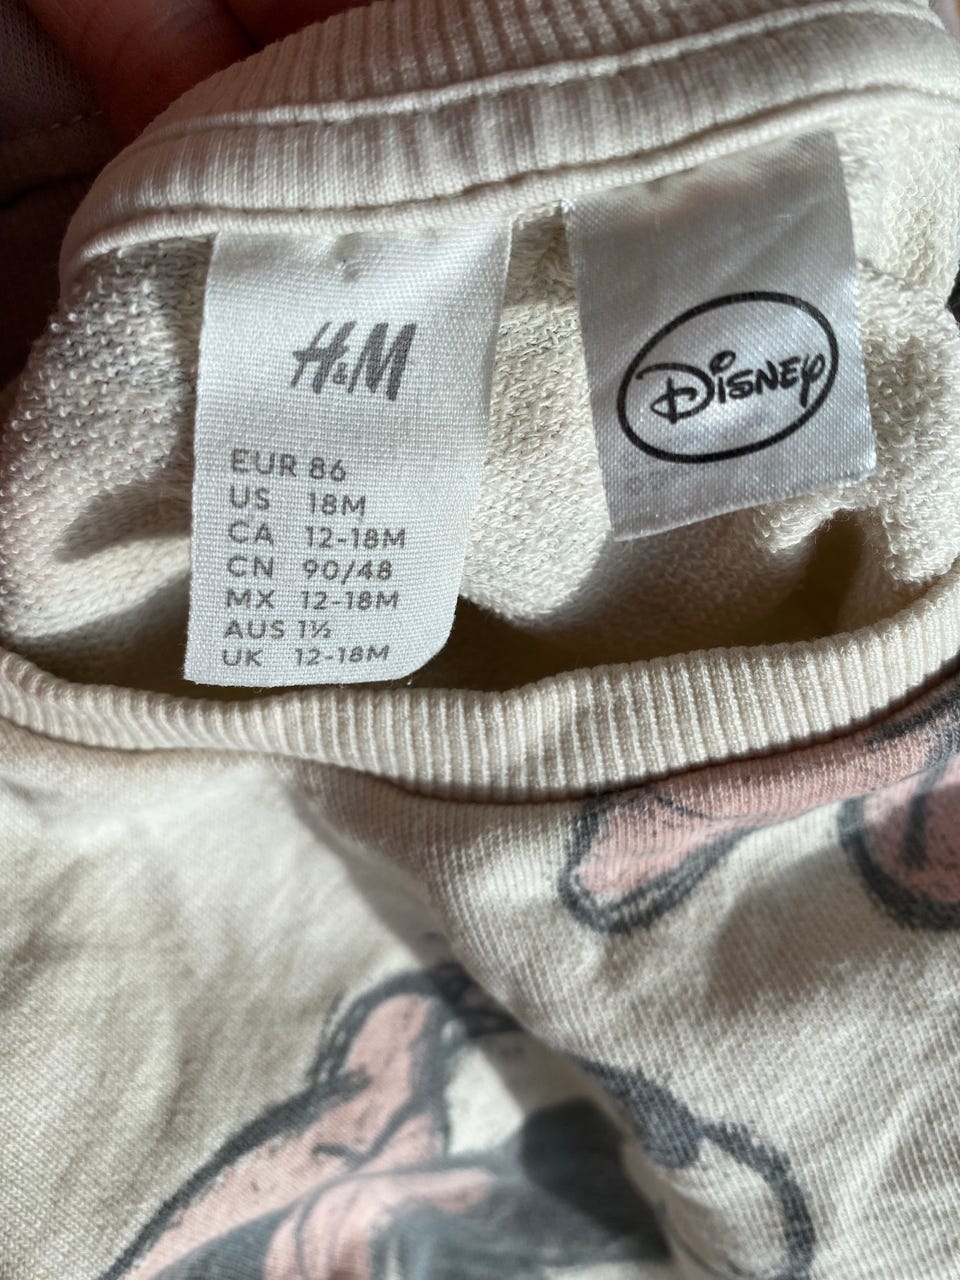 H&M
EUR 86
US 18M
CA 12-18M
CN 90/48
MX 12-18M
AUS 1½
UK 12-18M
Disney